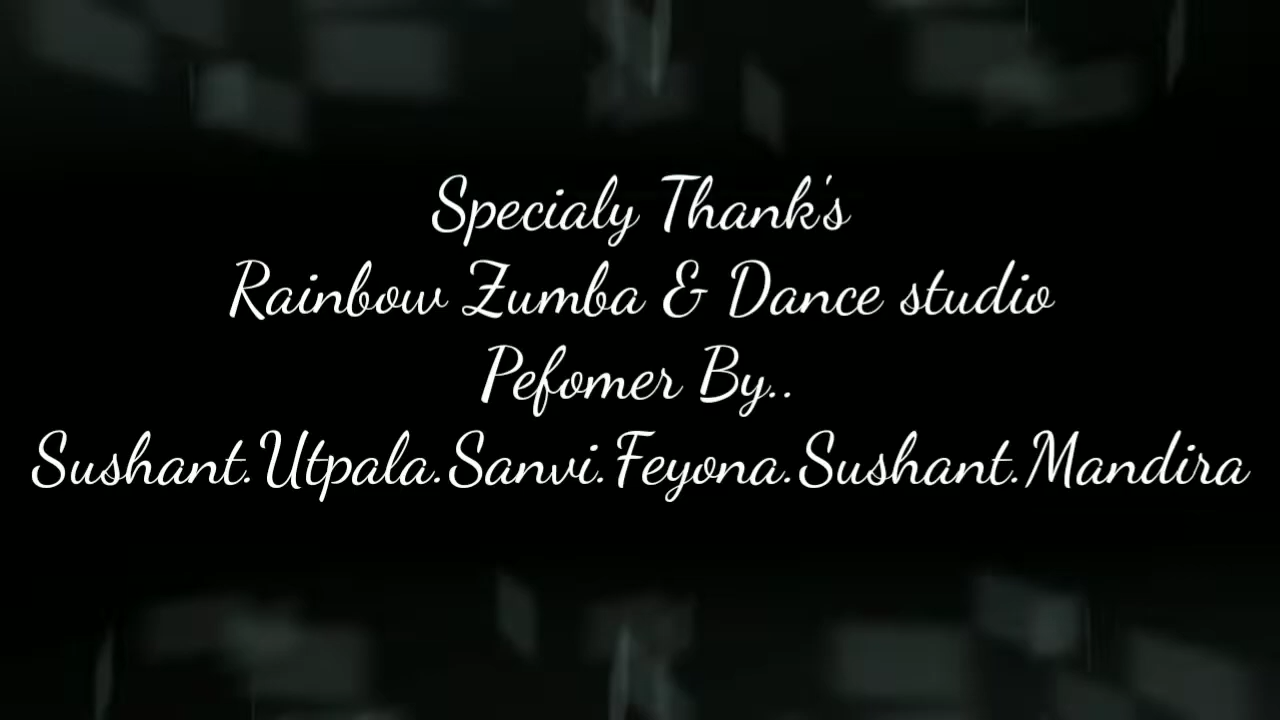 Specialy Thank's
Rainbow Zumba & Dance studio
Pefomer By..
Sushant.Utpala.Sanvi.Feyona.Sushant.Mandira